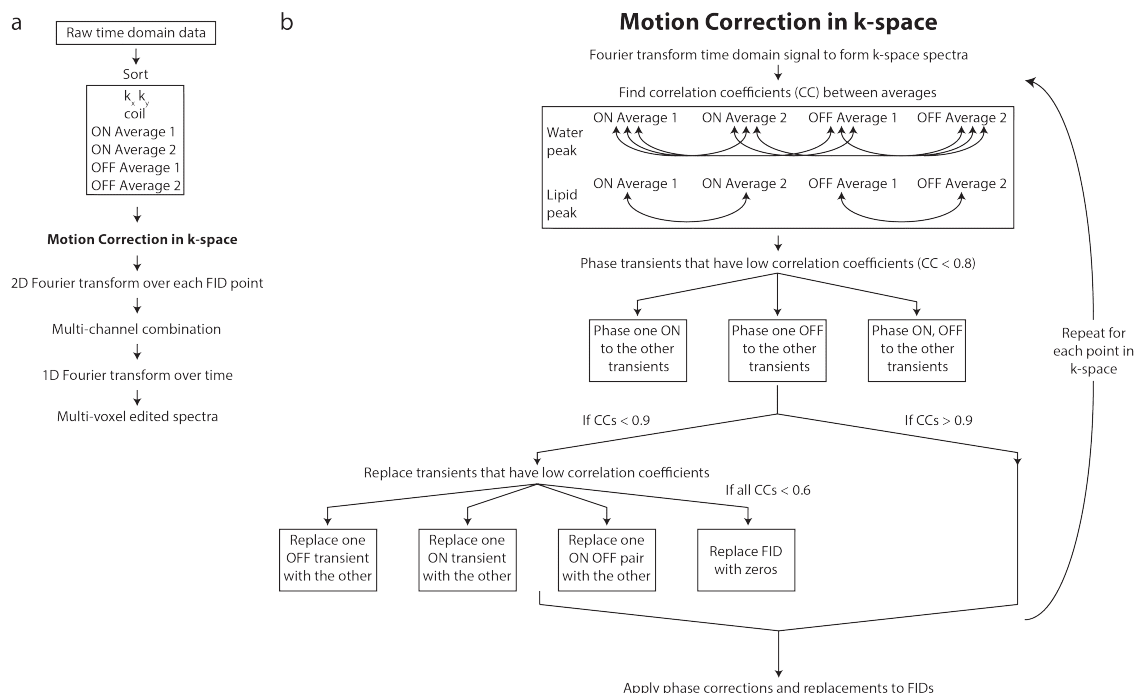 a
Raw time domain data
Sort
kx ky
coil
ON Average 1
ON Average 2
OFF Average 1
OFF Average 2
Motion Correction in k-space
2D Fourier transform over each FID point
Multi-channel combination
1D Fourier transform over time
Multi-voxel edited spectra
b
Motion Correction in k-space
Fourier transform time domain signal to form k-space spectra
Find correlation coefficients (CC) between averages
Water
peak
ON Average 1 ON Average 2 OFF Average 1 OFF Average 2
Lipid
peak
ON Average 1 ON Average 2 OFF Average 1 OFF Average 2
Phase transients that have low correlation coefficients (CC < 0.8)
Phase one ON
to the other
transients
Phase one OFF
to the other
transients
Phase ON, OFF
to the other
transients
If CCs < 0.9
If CCs > 0.9
Replace transients that have low correlation coefficients
If all CCs < 0.6
Replace one
OFF transient
with the other
Replace one
ON transient
with the other
Replace one
ON OFF pair
with the other
Replace FID
with zeros
Repeat for
each point in
k-space
Apply phase corrections and replacements to FIDs